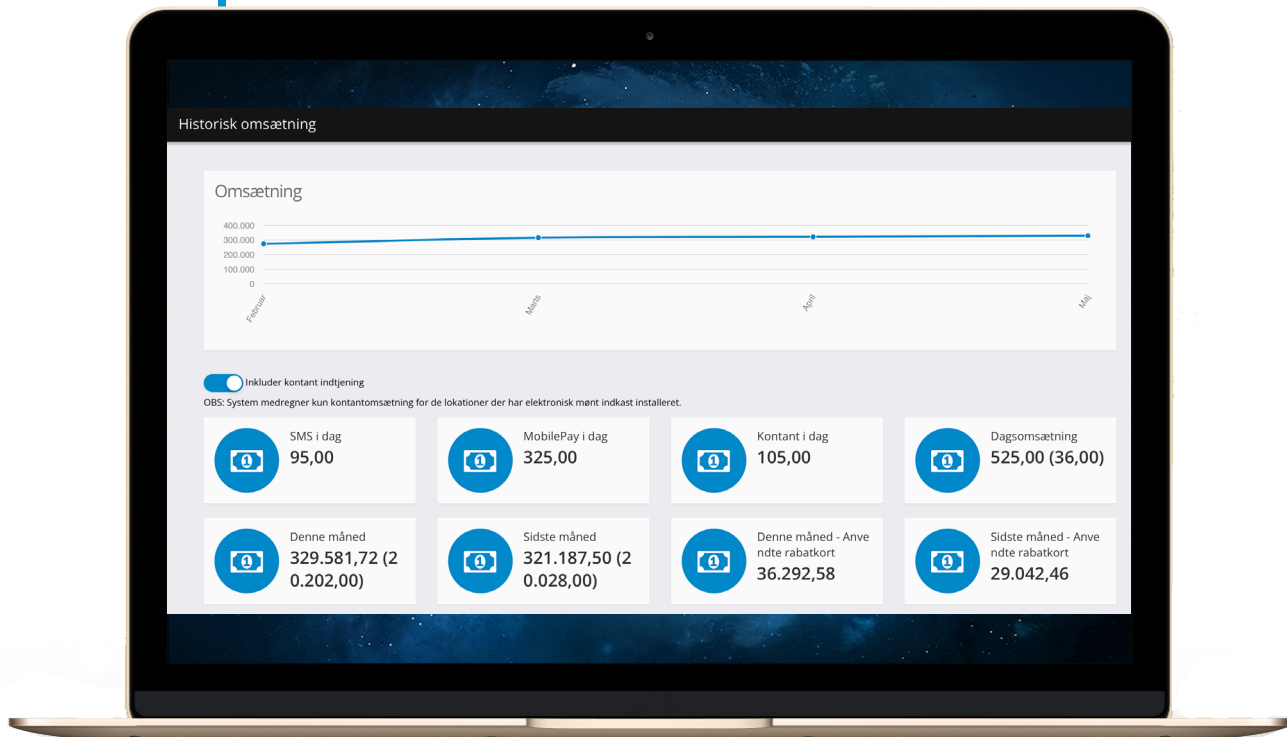 Historisk omsætning
Omsætning
400.000
300.000
200.000
100.000
0
Februar
Marts
April
Maj
Inkluder kontant indtjening
OBS: System medregner kun kontantomsætning for de lokationer der har elektronisk mønt indkast installeret.
SMS i dag
95,00
MobilePay i dag
325,00
Kontant i dag
105,00
Dagsomsætning
525,00 (36,00)
Denne måned
329.581,72 (2
0.202,00)
Sidste måned
321.187,50 (2
0.028,00)
Denne måned - Anve
ndte rabatkort
36.292,58
Sidste måned - Anve
ndte rabatkort
29.042,46